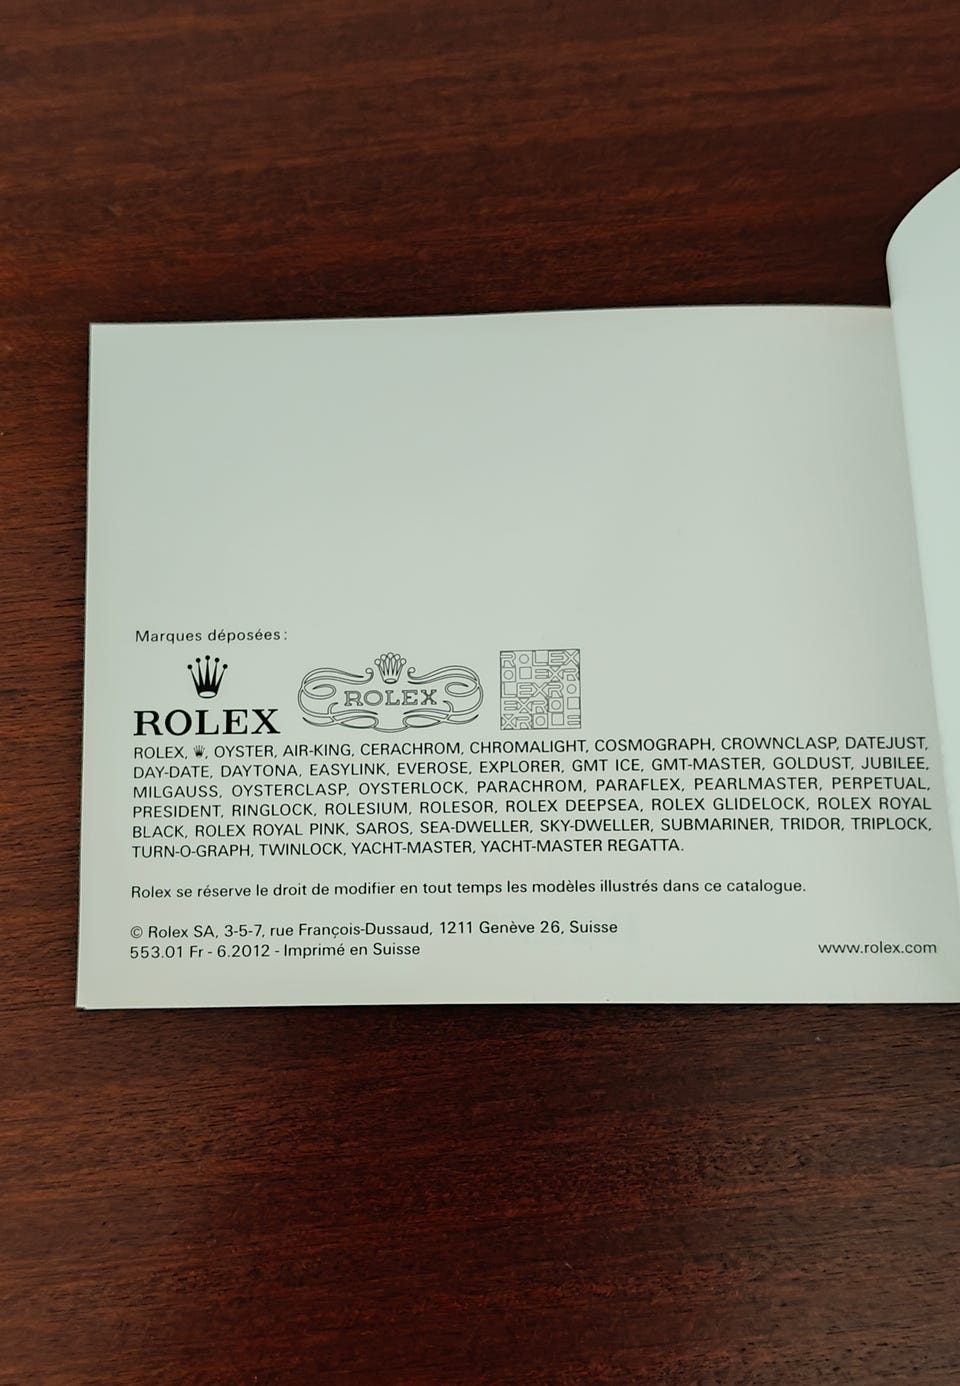 Marques déposées :
ROLEX
ROLEX
ROLEX
OLEXR
LEXRO
EXROL
XROLE
ROLEX, , OYSTER, AIR-KING, CERACHROM, CHROMALIGHT, COSMOGRAPH, CROWNCLASP, DATEJUST,
DAY-DATE, DAYTONA, EASYLINK, EVEROSE, EXPLORER, GMT ICE, GMT-MASTER, GOLDUST, JUBILEE,
MILGAUSS, OYSTERCLASP, OYSTERLOCK, PARACHROM, PARAFLEX, PEARLMASTER, PERPETUAL,
PRESIDENT, RINGLOCK, ROLESIUM, ROLESOR, ROLEX DEEPSEA, ROLEX GLIDELOCK, ROLEX ROYAL
BLACK, ROLEX ROYAL PINK, SAROS, SEA-DWELLER, SKY-DWELLER, SUBMARINER, TRIDOR, TRIPLOCK,
TURN-O-GRAPH, TWINLOCK, YACHT-MASTER, YACHT-MASTER REGATTA.
Rolex se réserve le droit de modifier en tout temps les modèles illustrés dans ce catalogue.
© Rolex SA, 3-5-7, rue François-Dussaud, 1211 Genève 26, Suisse
553.01 Fr - 6.2012 - Imprimé en Suisse
www.rolex.com